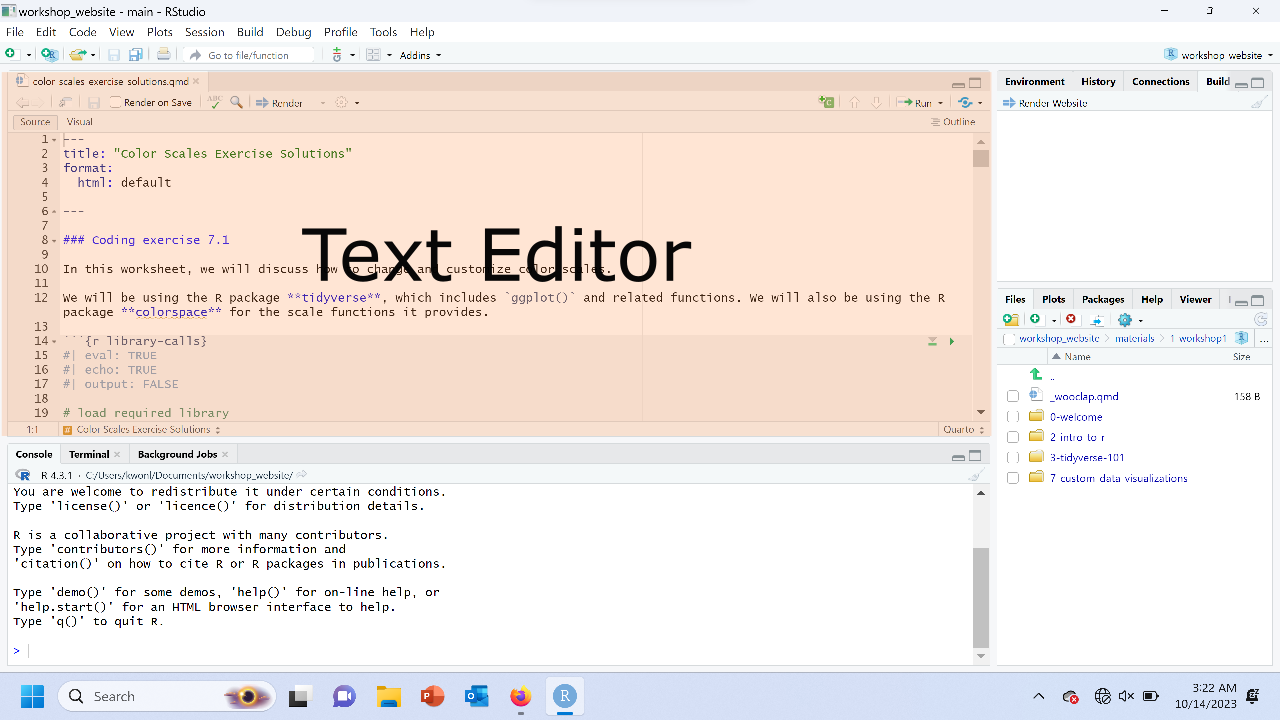 workshop_website - main - RStudio
File Edit Code View Plots Session Build Debug Profile Tools Help
Go to file/function Addins workshop_website
color_scales_exercise_solutions.qmd
Render on Save ABC Render Run
Source Visual Outline
1 ---
2 title: "Color Scales Exercise Solutions"
3 format:
4 html: default
5
6 ---
7
8 ### Coding exercise 7.1
9
10 In this worksheet, we will discuss how to change and customize color scales.
11
12 We will be using the R package **tidyverse**, which includes `ggplot()` and related functions. We will also be using the R
package **colorspace** for the scale functions it provides.
13
14 ```{r library-calls}
15 #| eval: TRUE
16 #| echo: TRUE
17 #| output: FALSE
18
19 # load required library
Text Editor
1:1 # Color Scales Exercise Solutions Quarto
Console Terminal Background Jobs
R 4.3.1 · C:/Users/kwonl/Documents/workshop_website/
You are welcome to redistribute it under certain conditions.
Type 'license()' or 'licence()' for distribution details.
R is a collaborative project with many contributors.
Type 'contributors()' for more information and
'citation()' on how to cite R or R packages in publications.
Type 'demo()' for some demos, 'help()' for on-line help, or
'help.start()' for an HTML browser interface to help.
Type 'q()' to quit R.
>
Environment History Connections Build
Render Website
Files Plots Packages Help Viewer
workshop_website > materials > 1 workshop1 R ...
Name Size
..
_wooclap.qmd 158 B
0-welcome
2 intro to r
3-tidyverse-101
7 custom data visualizations
Search
3:22 AM
10/14/2023